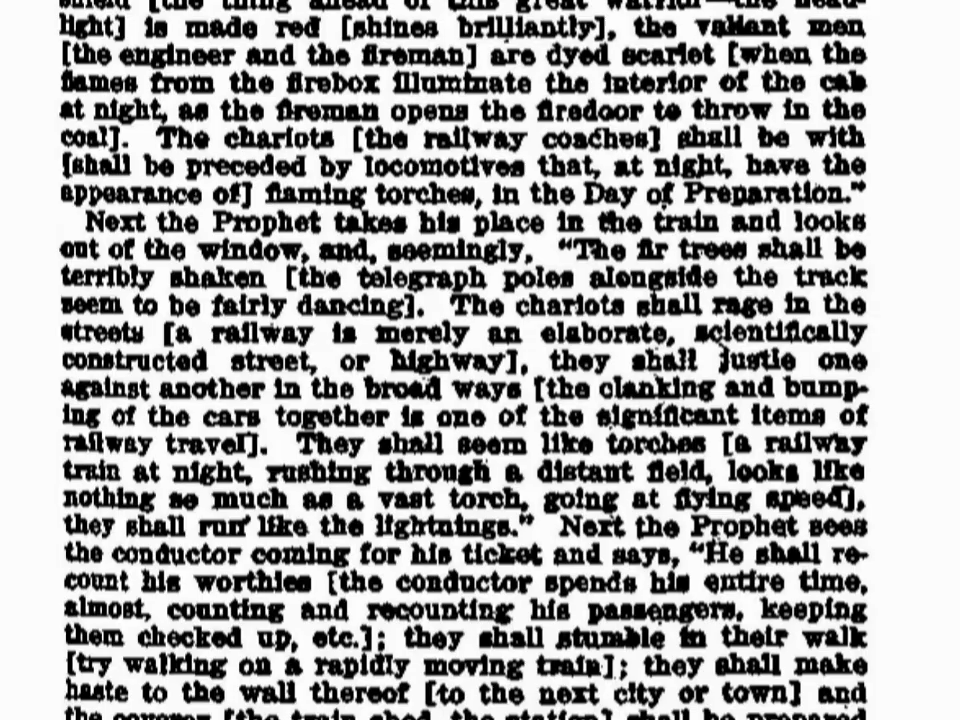 shield [the thing ahead of this great warrior—the head-
light] is made red [shines brilliantly], the valiant men
[the engineer and the fireman] are dyed scarlet [when the
flames from the firebox illuminate the interior of the cab
at night, as the fireman opens the firedoor to throw in the
coal]. The chariots [the railway coaches] shall be with
[shall be preceded by locomotives that, at night, have the
appearance of] flaming torches, in the Day of Preparation."
Next the Prophet takes his place in the train and looks
out of the window, and, seemingly, "The fir trees shall be
terribly shaken [the telegraph poles alongside the track
seem to be fairly dancing]. The chariots shall rage in the
streets [a railway is merely an elaborate, scientifically
constructed street, or highway], they shall justle one
against another in the broad ways [the clanking and bump-
ing of the cars together is one of the significant items of
railway travel]. They shall seem like torches [a railway
train at night, rushing through a distant field, looks like
nothing so much as a vast torch, going at flying speed],
they shall run like the lightnings." Next the Prophet sees
the conductor coming for his ticket and says, "He shall re-
count his worthies [the conductor spends his entire time,
almost, counting and recounting his passengers, keeping
them checked up, etc.]; they shall stumble in their walk
[try walking on a rapidly moving train]; they shall make
haste to the wall thereof [to the next city or town] and
the coverer [the train shed, the station] shall be prepared